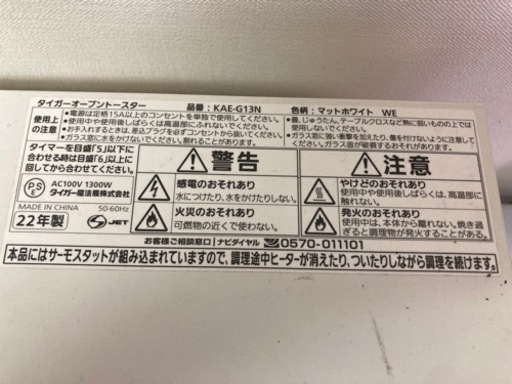 タイガーオーブントースター 品番：KAE-G13N 色柄：マットホワイト WE
使用上の注意
●電源は定格15A以上のコンセントを単独で使用してください。
●使用中や使用後しばらくは高温部にふれないでください。
●お手入れするときは、差込プラグを必ずコンセントから抜いてください。
●ガラス窓に水をかけないでください。割れることがあります。
●畳、じゅうたん、テーブルクロスなど熱に弱いものの上では使用しないでください。
●ガラス窓に強い衝撃を加えたり、傷を付けないようにしてください。
タイマーを目盛「5」以下に合わせる時は目盛「6」以上に回してから合わせてください。
PSE
AC100V 1300W
タイガー魔法瓶株式会社
MADE IN CHINA 50-60Hz
22年製 S JET
警告
感電のおそれあり
水につけたり、水をかけたりしない。
火災のおそれあり
可燃物の近くで使わない。
注意
やけどのおそれあり
使用中や使用後しばらくは、高温部に触れない。
発火のおそれあり
使用中は、本体から離れない。焼き過ぎると調理物が発火することがある。
お客様ご相談窓口 ナビダイヤル 0570-011101
本品にはサーモスタットが組み込まれていますので、調理途中ヒーターが消えたり、ついたりしながら調理を続けます。